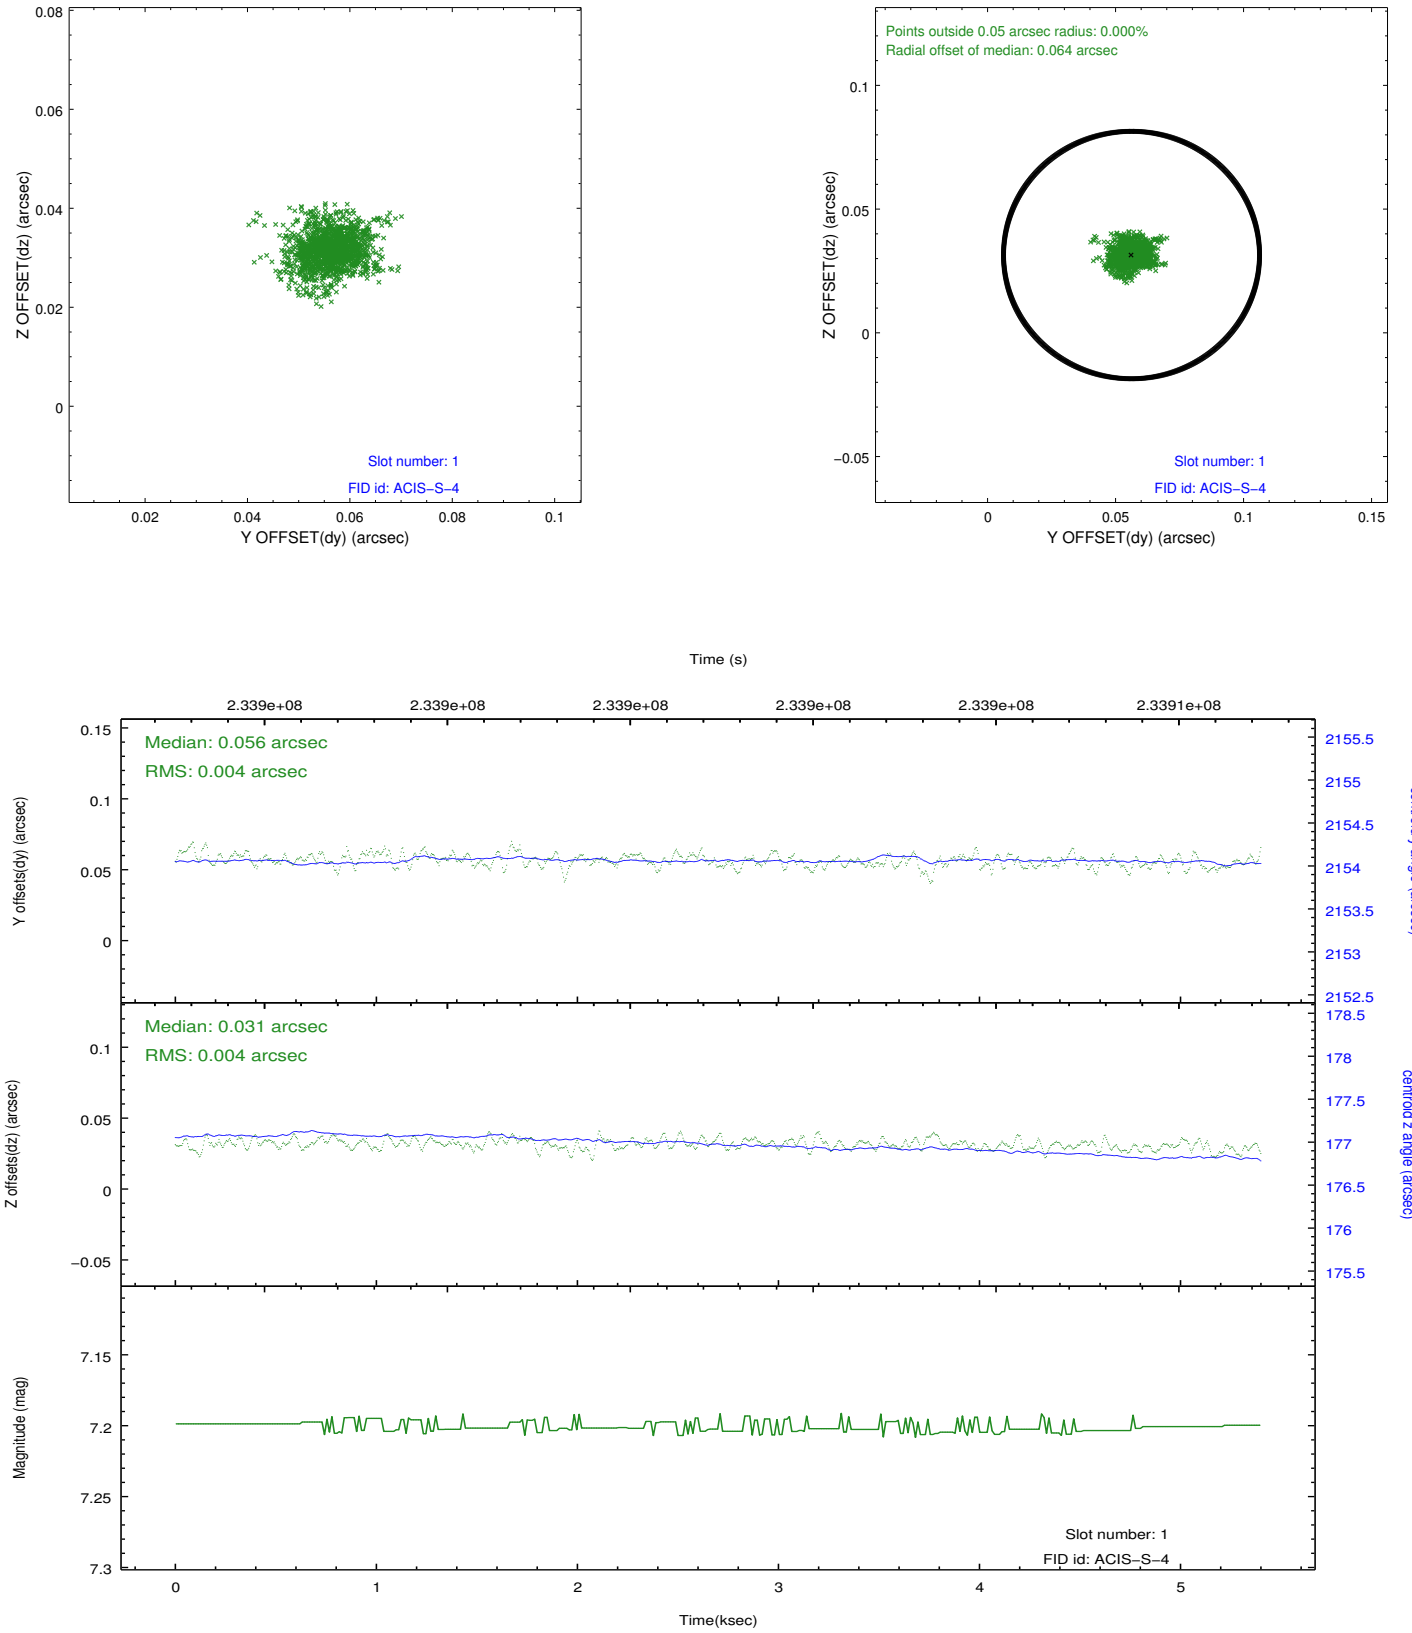 0.08
0.06
0.04
0.02
0
Z OFFSET(dz) (arcsec)
Slot number: 1
FID id: ACIS−S−4
0.02 0.04 0.06 0.08 0.1
Y OFFSET(dy) (arcsec)
Points outside 0.05 arcsec radius: 0.000%
Radial offset of median: 0.064 arcsec
0.1
0.05
0
−0.05
Z OFFSET(dz) (arcsec)
Slot number: 1
FID id: ACIS−S−4
0 0.05 0.1 0.15
Y OFFSET(dy) (arcsec)
Time (s)
2.339e+08 2.339e+08 2.339e+08 2.339e+08 2.339e+08 2.3391e+08
Median: 0.056 arcsec
RMS: 0.004 arcsec
0.15
0.1
0.05
0
Y offsets(dy) (arcsec)
2155.5
2155
2154.5
2154
2153.5
2153
2152.5
Median: 0.031 arcsec
RMS: 0.004 arcsec
0.1
0.05
0
−0.05
Z offsets(dz) (arcsec)
178.5
178
177.5
177
176.5
176
175.5
centroid z angle (arcsec)
7.15
7.2
7.25
7.3
Magnitude (mag)
Slot number: 1
FID id: ACIS−S−4
0 1 2 3 4 5
Time(ksec)